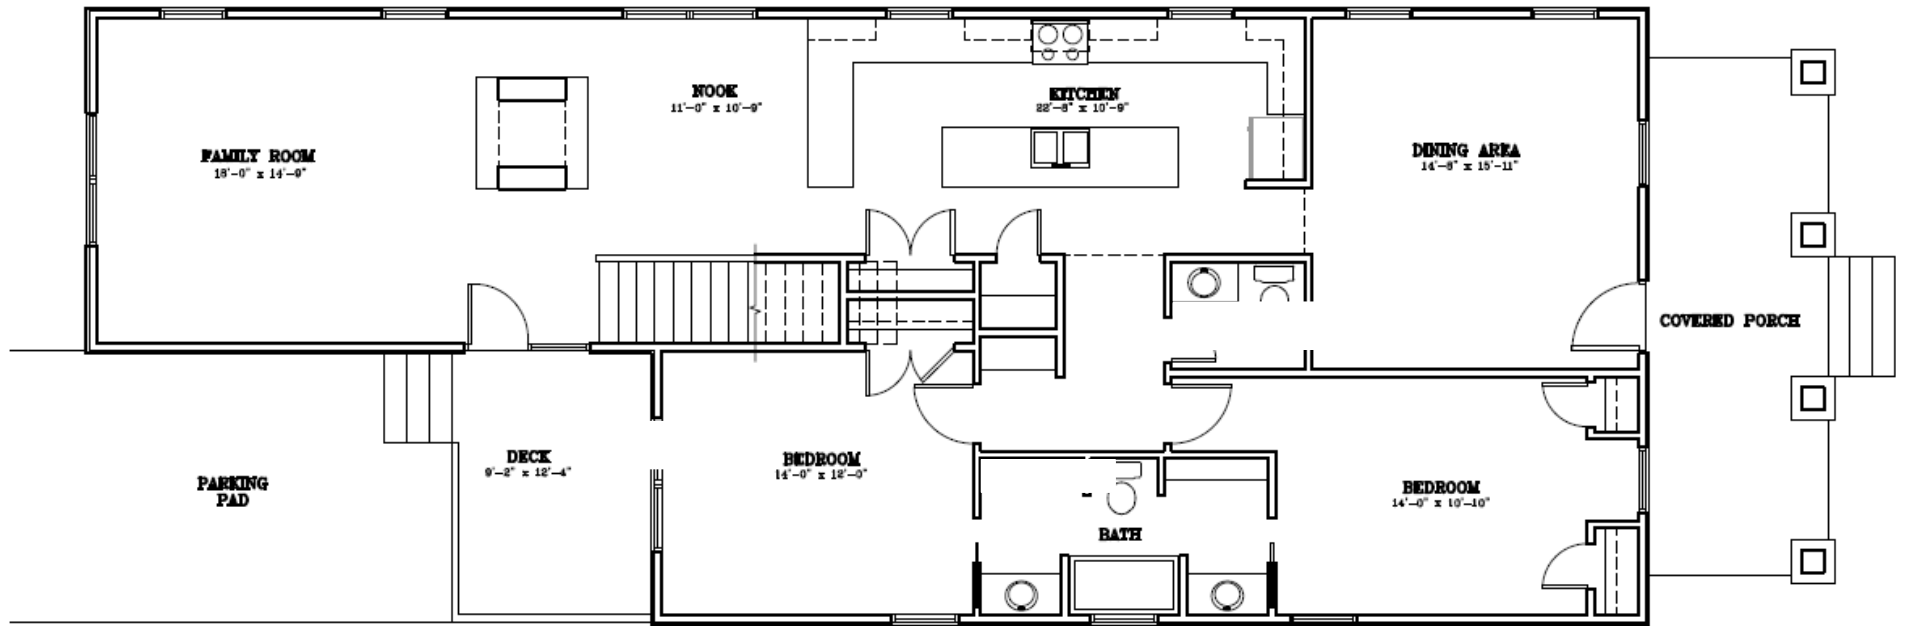 NOOK
11'-0" x 10'-9"
KITCHEN
22'-8" x 10'-9"
FAMILY ROOM
18'-0" x 14'-9"
DINING AREA
14'-8" x 15'-11"
COVERED PORCH
DECK
9'-2" x 12'-4"
BEDROOM
14'-0" x 12'-0"
PARKING
PAD
BEDROOM
14'-0" x 10'-10"
BATH